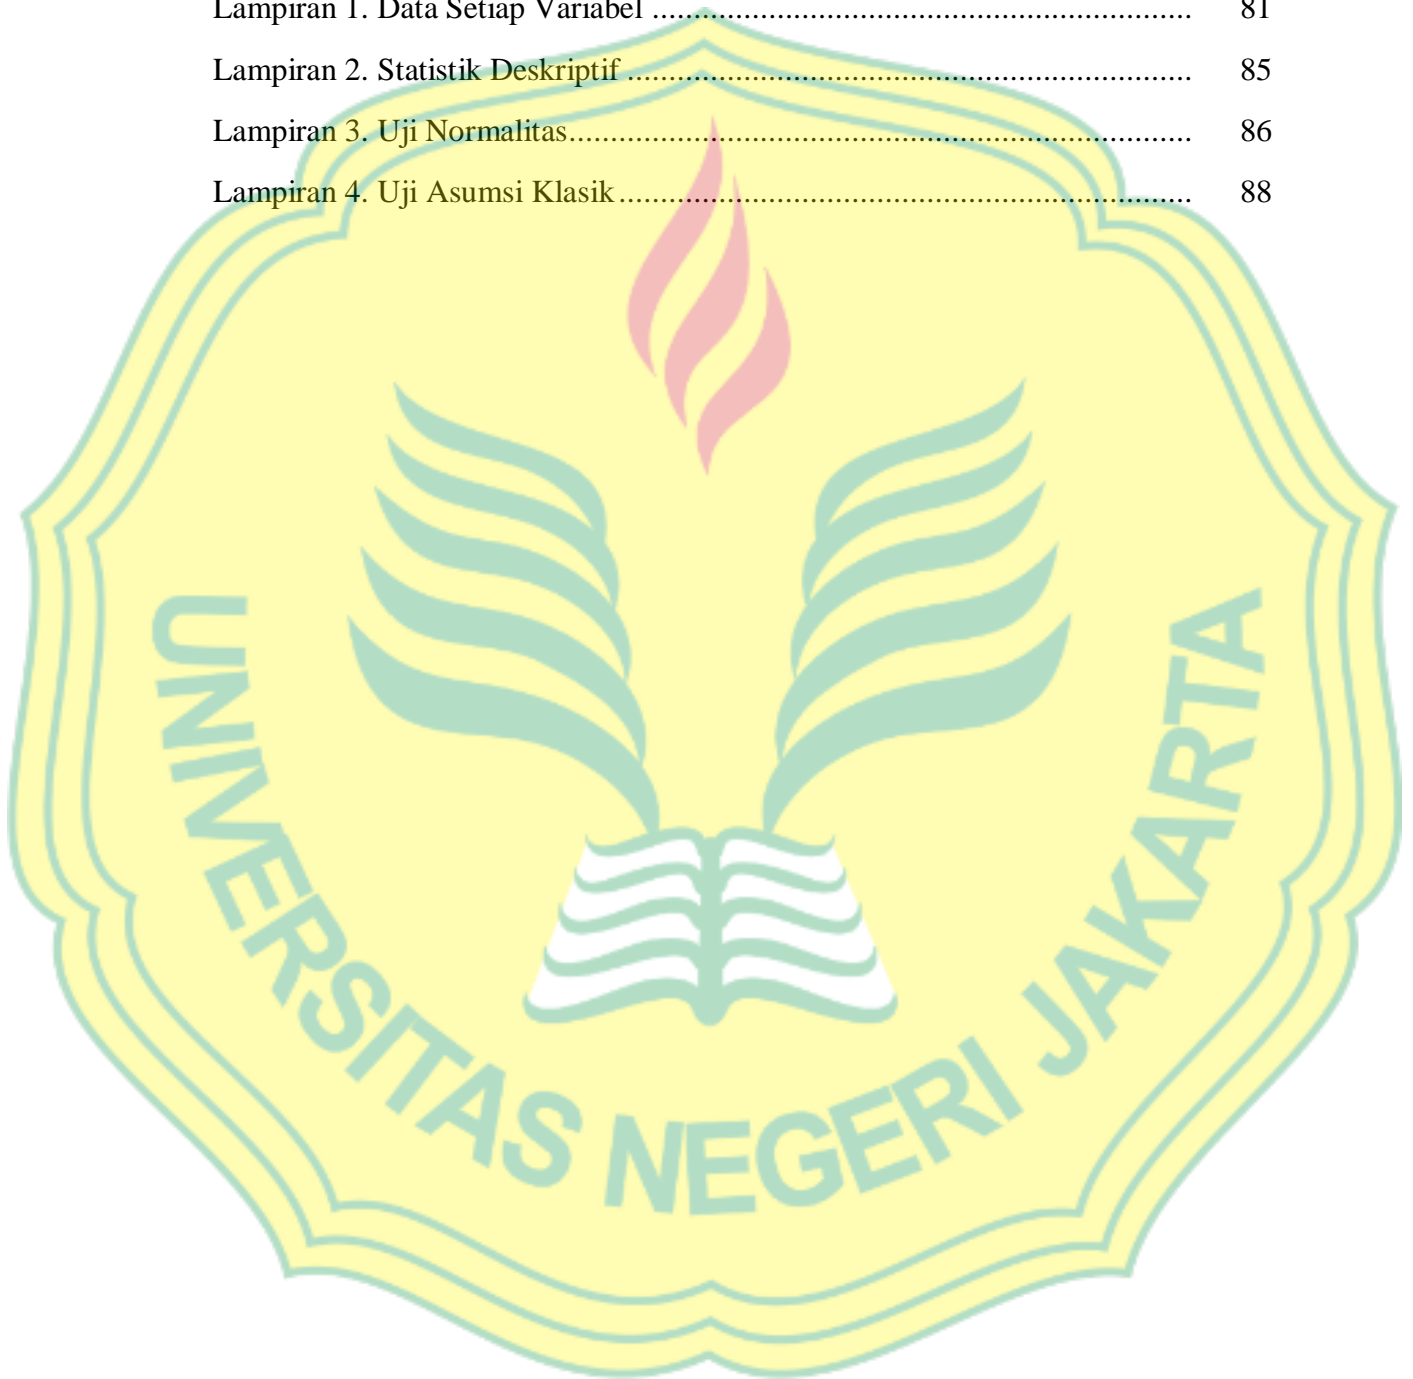 Lampiran 1. Data Setiap Variabel ................................................................ 81
Lampiran 2. Statistik Deskriptif ................................................................... 85
Lampiran 3. Uji Normalitas.......................................................................... 86
Lampiran 4. Uji Asumsi Klasik .................................................................... 88
UNIVERSITAS NEGERI JAKARTA